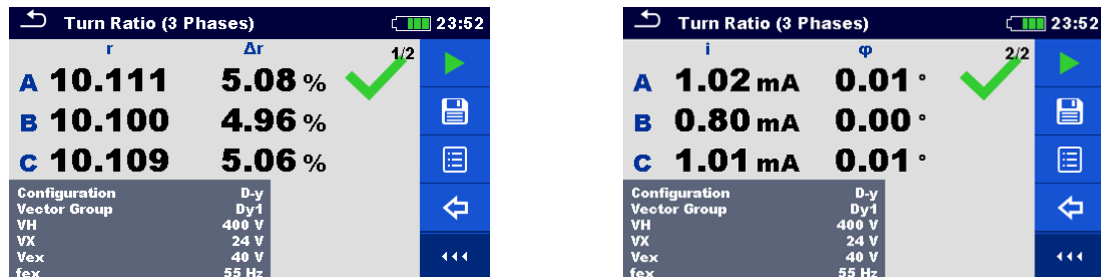 Turn Ratio (3 Phases) 23:52
r Δr 1/2
A 10.111 5.08 %
B 10.100 4.96 %
C 10.109 5.06 %
Configuration D-y
Vector Group Dy1
VH 400 V
VX 24 V
Vex 40 V
fex 55 Hz
Turn Ratio (3 Phases) 23:52
i φ 2/2
A 1.02 mA 0.01 °
B 0.80 mA 0.00 °
C 1.01 mA 0.01 °
Configuration D-y
Vector Group Dy1
VH 400 V
VX 24 V
Vex 40 V
fex 55 Hz